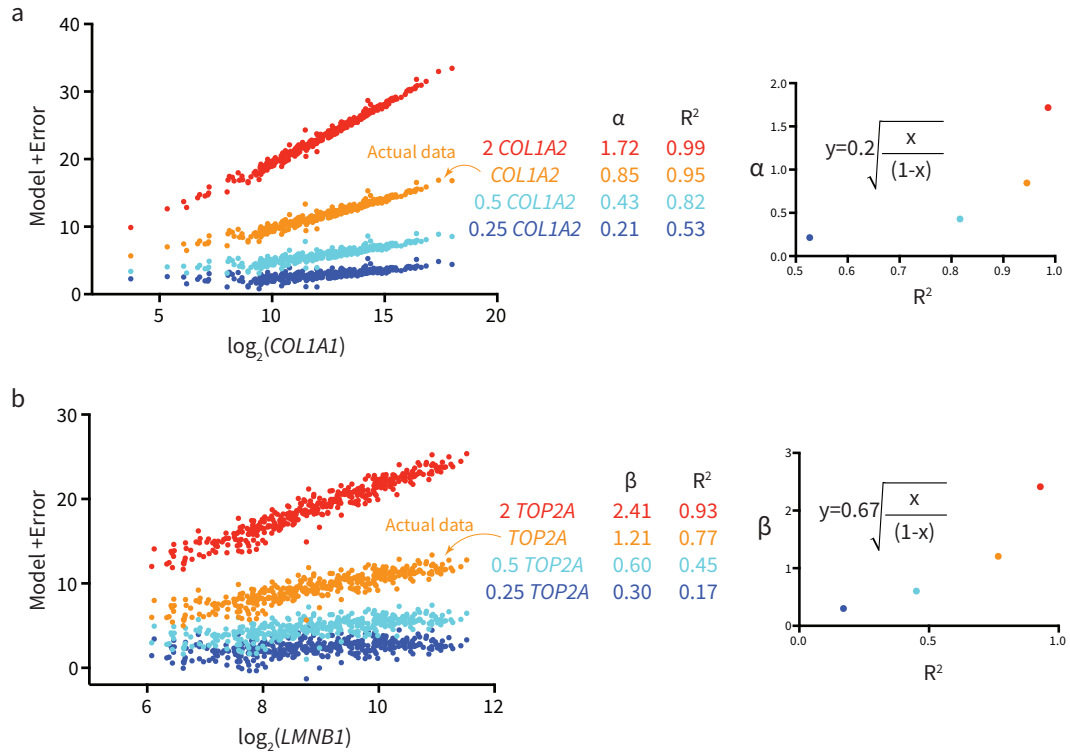 a
Model +Error
40
30
20
10
0
5
10
15
20
log₂(COL1A1)
Actual data
α R²
2 COL1A2 1.72 0.99
COL1A2 0.85 0.95
0.5 COL1A2 0.43 0.82
0.25 COL1A2 0.21 0.53
α
2.0
1.5
1.0
0.5
0.0
y=0.2√x/(1-x)
0.5 0.6 0.7 0.8 0.9 1.0
R²
b
Model +Error
30
20
10
0
6 8 10 12
log₂(LMNB1)
Actual data
β R²
2 TOP2A 2.41 0.93
TOP2A 1.21 0.77
0.5 TOP2A 0.60 0.45
0.25 TOP2A 0.30 0.17
β
3
2
1
0
y=0.67√x/(1-x)
0.0 0.5 1.0
R²